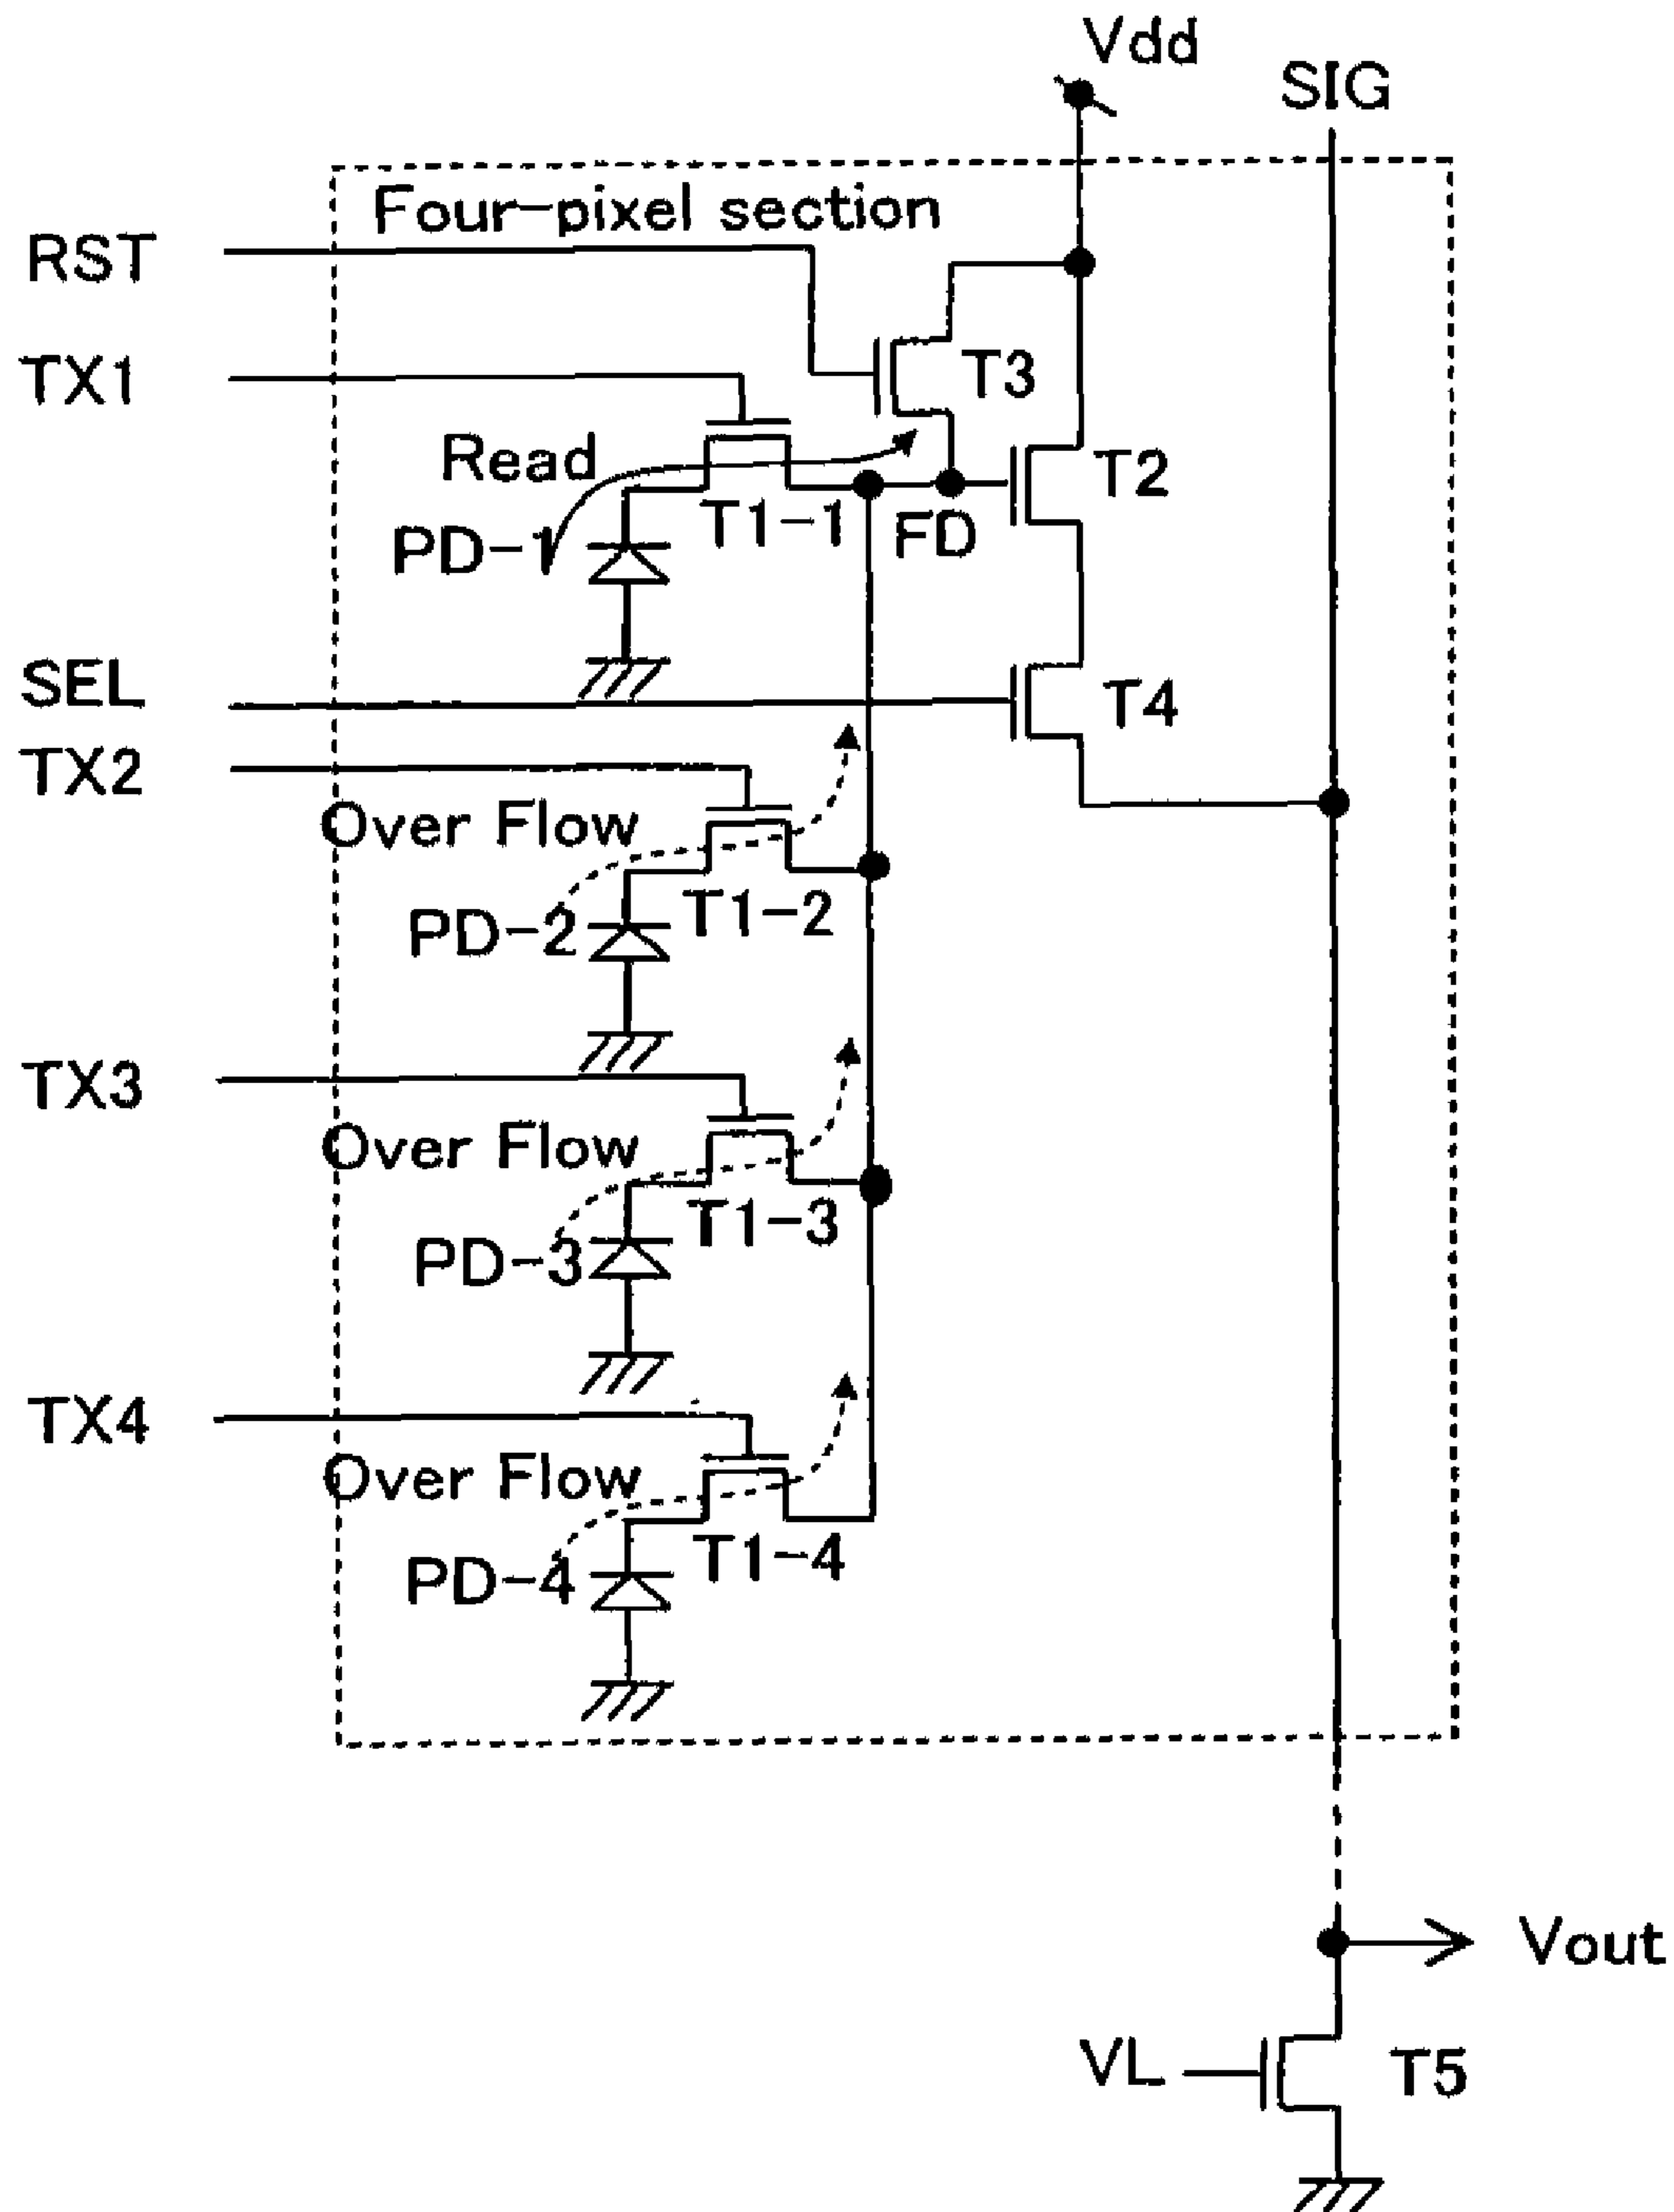 Vdd
SIG
Four-pixel section
RST
TX1
T3
Read
T2
T1-1
FD
PD-1
SEL
T4
TX2
Over Flow
T1-2
PD-2
TX3
Over Flow
T1-3
PD-3
TX4
Over Flow
T1-4
PD-4
Vout
VL
T5